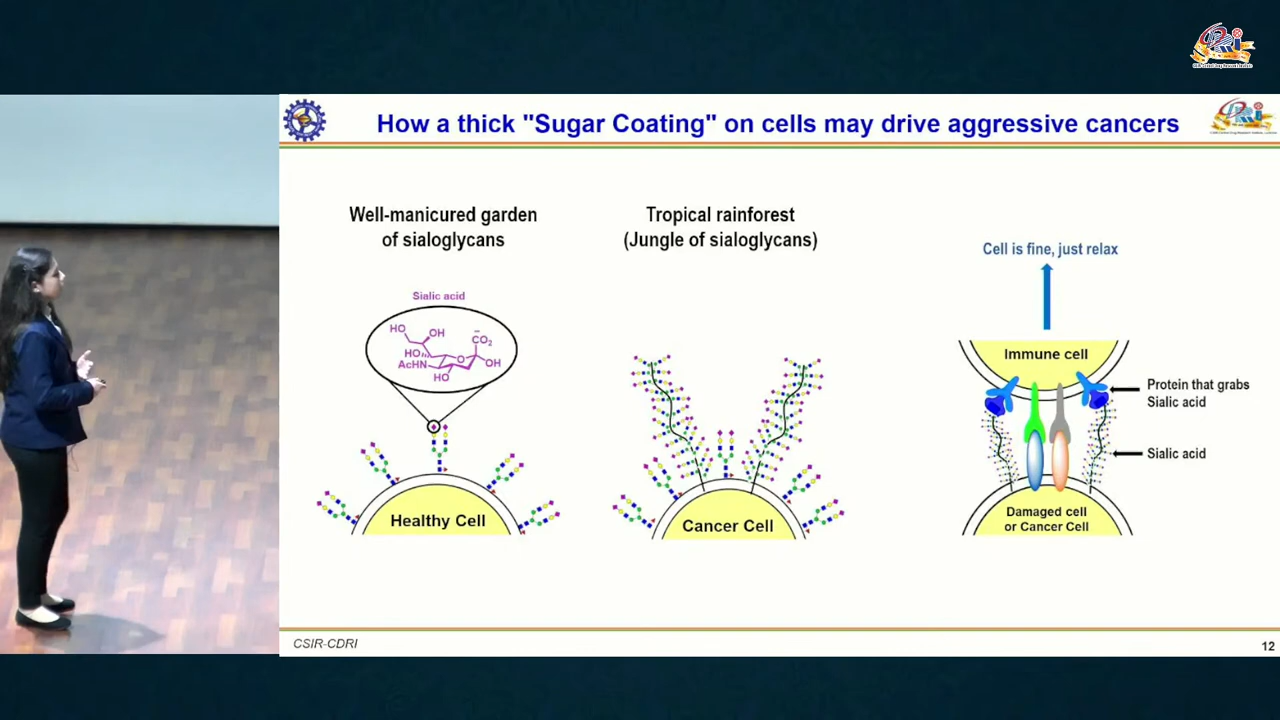 How a thick "Sugar Coating" on cells may drive aggressive cancers
Well-manicured garden
of sialoglycans
Tropical rainforest
(Jungle of sialoglycans)
Cell is fine, just relax
Sialic acid
HO
OH
CO₂
HO
AcHN
O
OH
HO
Healthy Cell
Cancer Cell
Immune cell
Protein that grabs
Sialic acid
Sialic acid
Damaged cell
or Cancer Cell
CSIR-CDRI
12